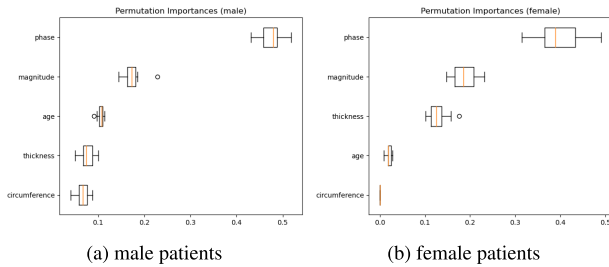 Permutation Importances (male)
phase
magnitude
age
thickness
circumference
0.1 0.2 0.3 0.4 0.5
(a) male patients
Permutation Importances (female)
phase
magnitude
thickness
age
circumference
0.0 0.1 0.2 0.3 0.4 0.5
(b) female patients